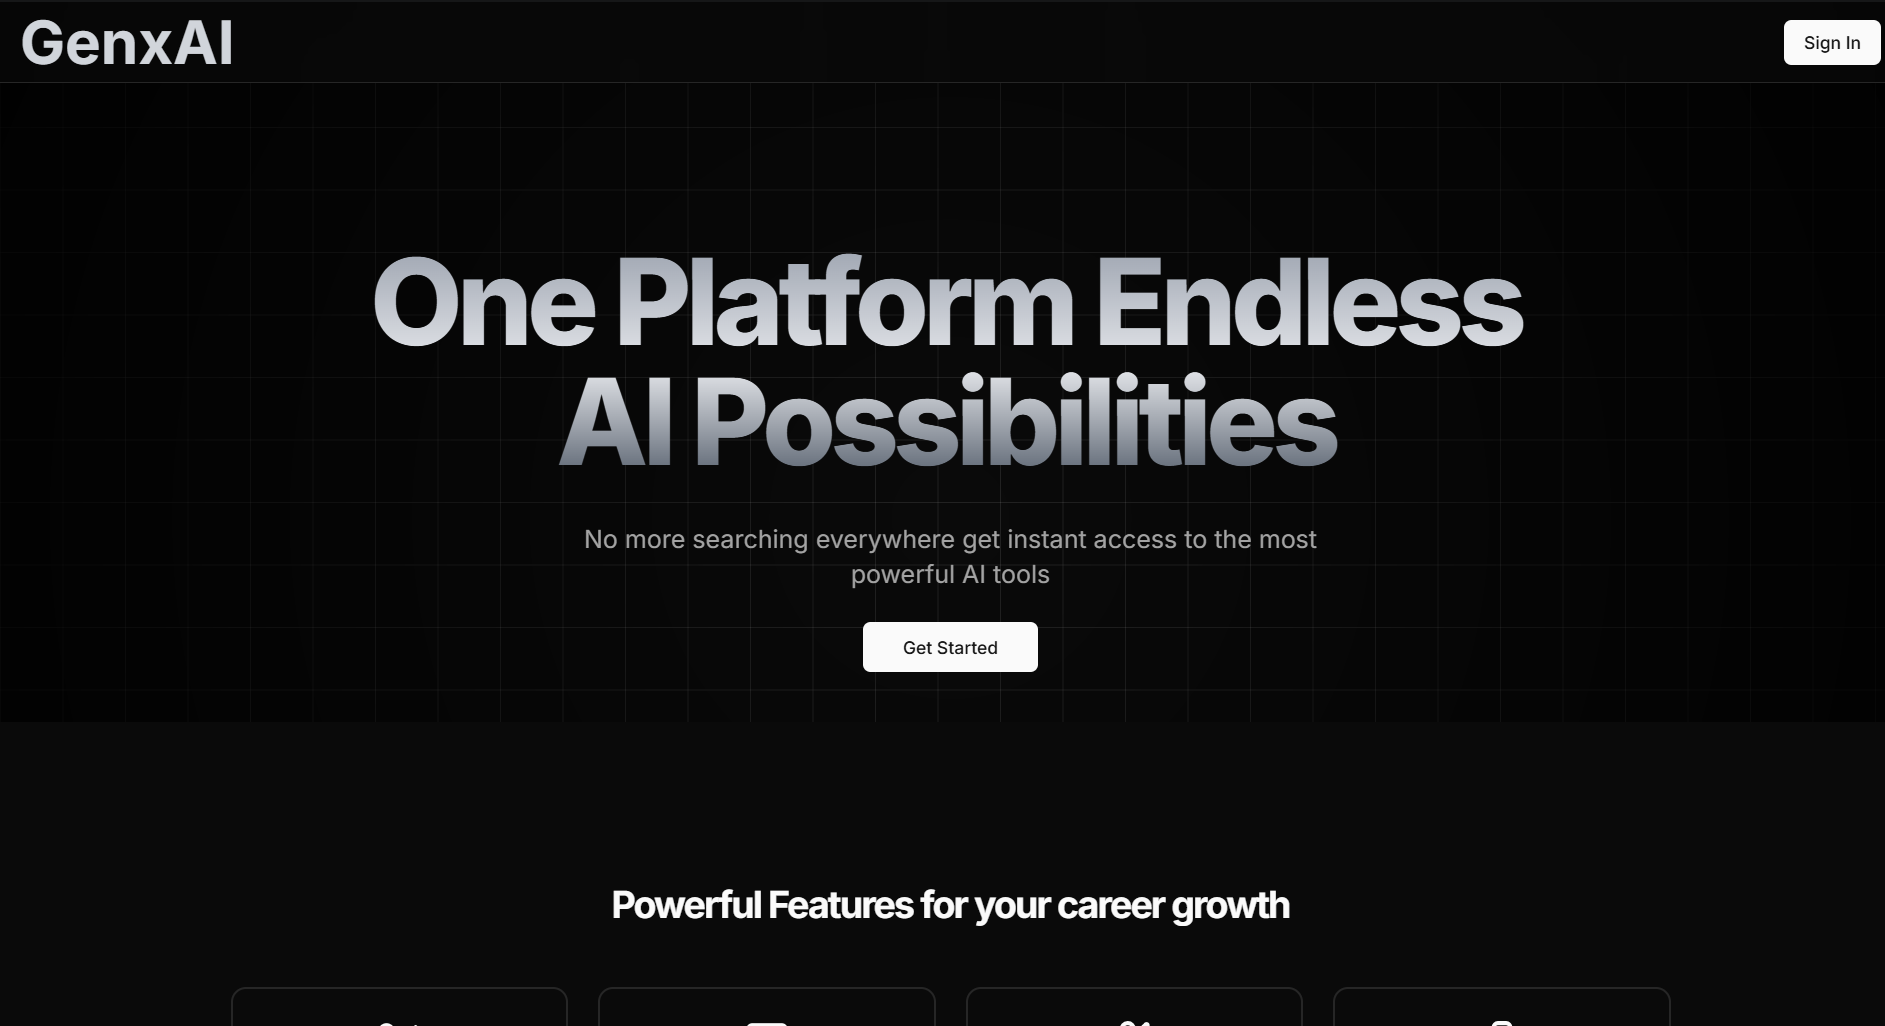 GenxAI
Sign In
One Platform Endless
AI Possibilities
No more searching everywhere get instant access to the most
powerful AI tools
Get Started
Powerful Features for your career growth